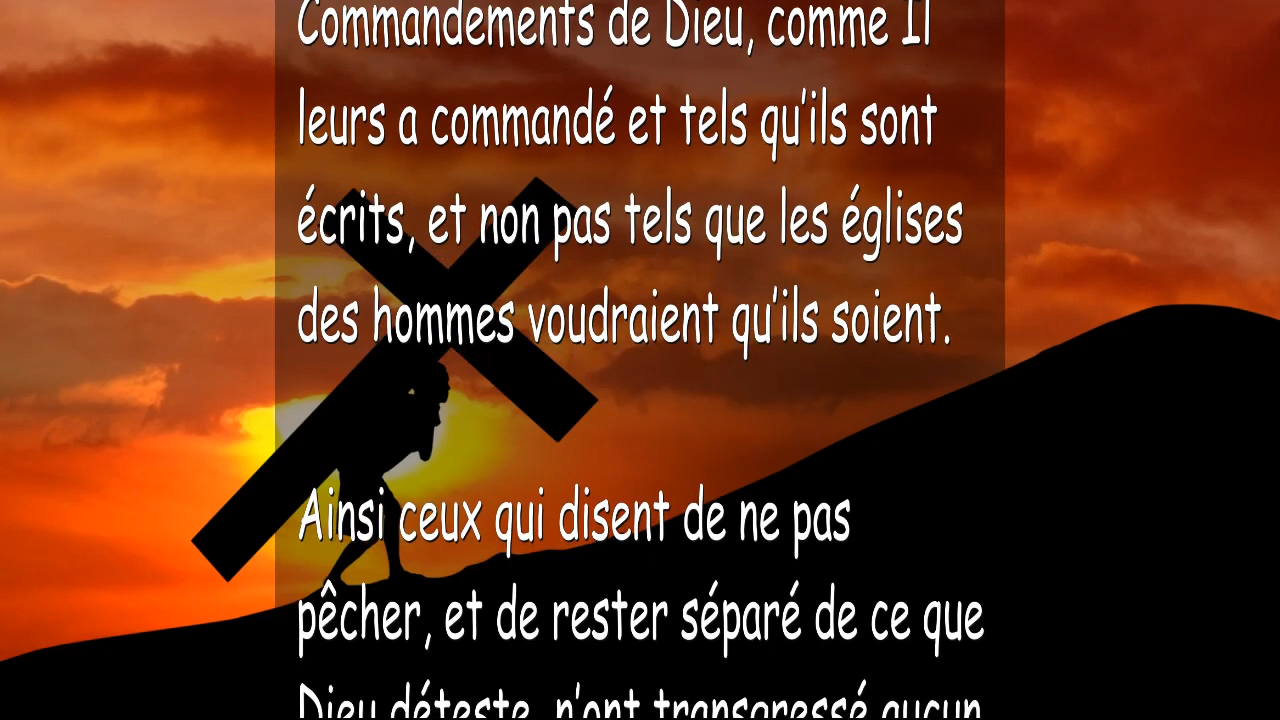 Commandements de Dieu, comme Il
leurs a commandé et tels qu'ils sont
écrits, et non pas tels que les églises
des hommes voudraient qu'ils soient.
Ainsi ceux qui disent de ne pas
pêcher, et de rester séparé de ce que
Dieu déteste, n'ont transgressé aucun